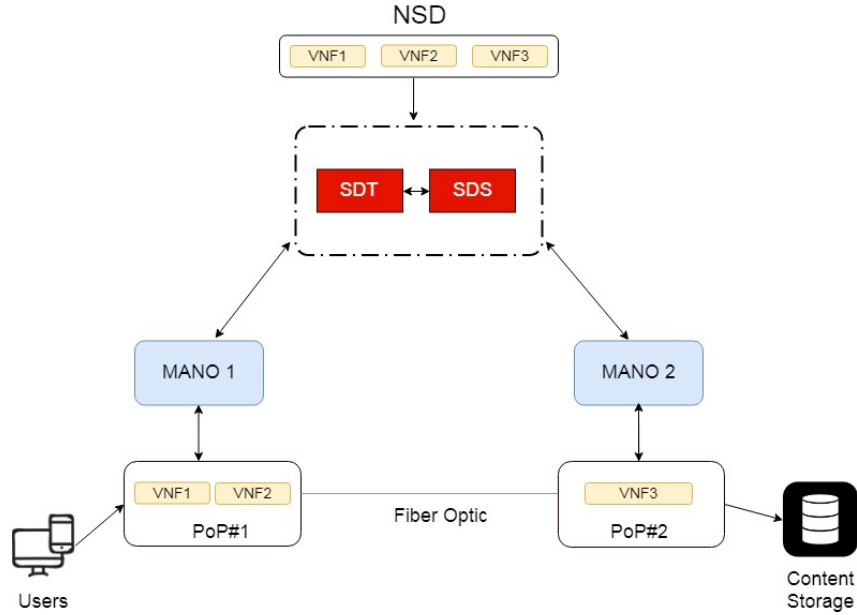 NSD
VNF1 VNF2 VNF3
SDT SDS
MANO 1 MANO 2
VNF1 VNF2 VNF3
Fiber Optic
PoP#1 PoP#2
Users
Content
Storage